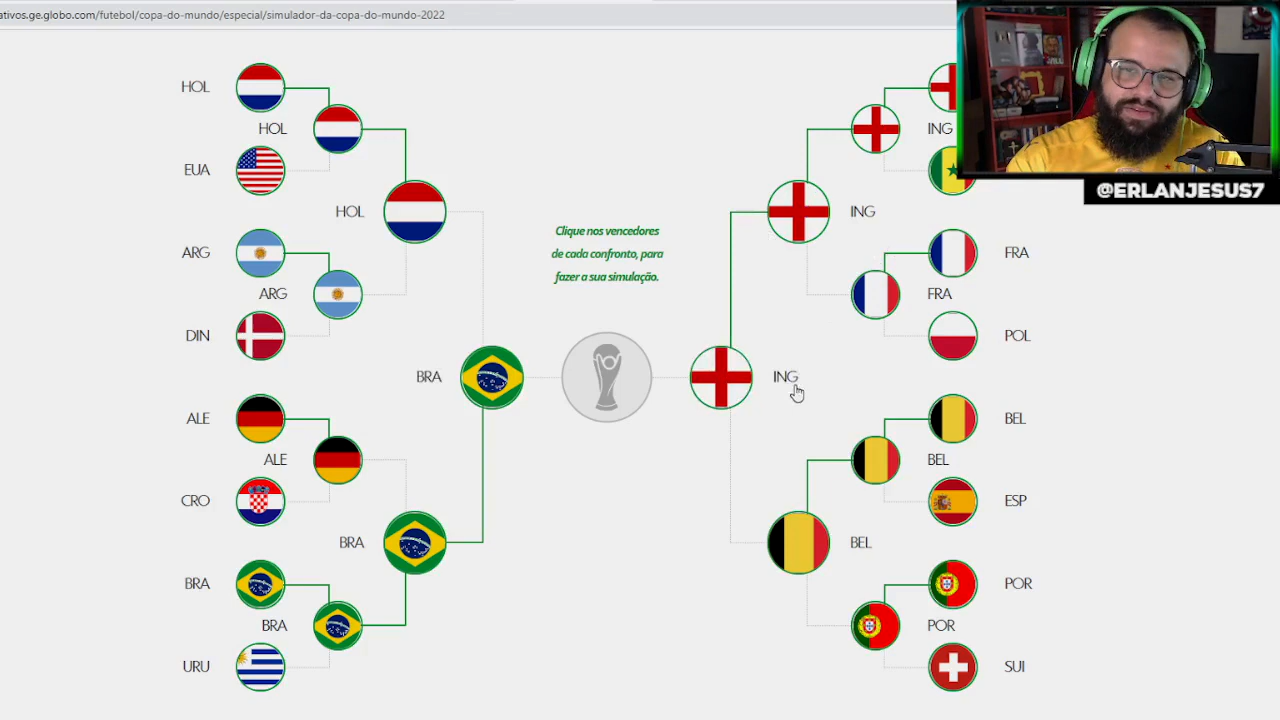 ativos.ge.globo.com/futebol/copa-do-mundo/especial/simulador-da-copa-do-mundo-2022
@ERLANJESUS7
HOL
HOL
EUA
HOL
ARG
ARG
DIN
BRA
ALE
ALE
CRO
BRA
BRA
BRA
URU
Clique nos vencedores
de cada confronto, para
fazer a sua simulação.
ING
ING
FRA
FRA
POL
ING
BEL
BEL
ESP
BEL
POR
POR
SUI